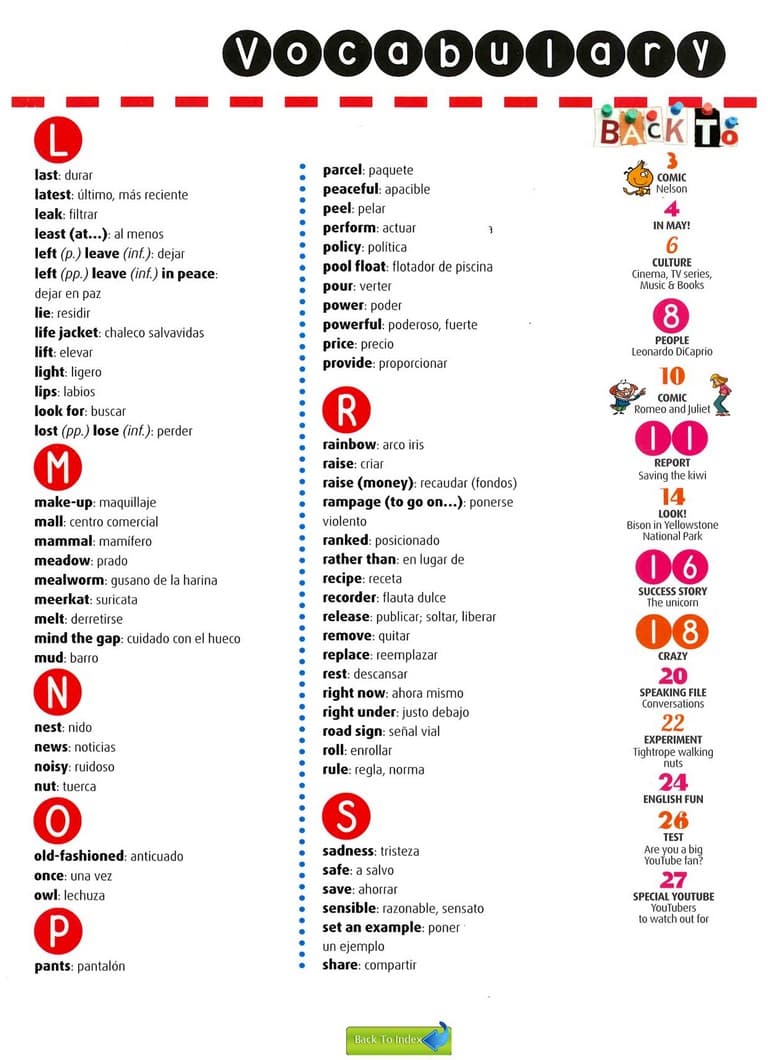 Vocabulary
L
last: durar
latest: último, más reciente
leak: filtrar
least (at...): al menos
left (p.) leave (inf.): dejar
left (pp.) leave (inf.) in peace:
dejar en paz
lie: residir
life jacket: chaleco salvavidas
lift: elevar
light: ligero
lips: labios
look for: buscar
lost (pp.) lose (inf.): perder
M
make-up: maquillaje
mall: centro comercial
mammal: mamífero
meadow: prado
mealworm: gusano de la harina
meerkat: suricata
melt: derretirse
mind the gap: cuidado con el hueco
mud: barro
N
nest: nido
news: noticias
noisy: ruidoso
nut: tuerca
O
old-fashioned: anticuado
once: una vez
owl: lechuza
P
pants: pantalón
parcel: paquete
peaceful: apacible
peel: pelar
perform: actuar
policy: política
pool float: flotador de piscina
pour: verter
power: poder
powerful: poderoso, fuerte
price: precio
provide: proporcionar
R
rainbow: arco iris
raise: criar
raise (money): recaudar (fondos)
rampage (to go on...): ponerse
violento
ranked: posicionado
rather than: en lugar de
recipe: receta
recorder: flauta dulce
release: publicar; soltar, liberar
remove: quitar
replace: reemplazar
rest: descansar
right now: ahora mismo
right under: justo debajo
road sign: señal vial
roll: enrollar
rule: regla, norma
S
sadness: tristeza
safe: a salvo
save: ahorrar
sensible: razonable, sensato
set an example: poner
un ejemplo
share: compartir
BACK TO
3
COMIC
Nelson
4
IN MAY!
6
CULTURE
Cinema, TV series,
Music & Books
8
PEOPLE
Leonardo DiCaprio
10
COMIC
Romeo and Juliet
11
REPORT
Saving the kiwi
14
LOOK!
Bison in Yellowstone
National Park
16
SUCCESS STORY
The unicorn
18
CRAZY
20
SPEAKING FILE
Conversations
22
EXPERIMENT
Tightrope walking
nuts
24
ENGLISH FUN
26
TEST
Are you a big
YouTube fan?
27
SPECIAL YOUTUBE
YouTubers
to watch out for
Back To Index